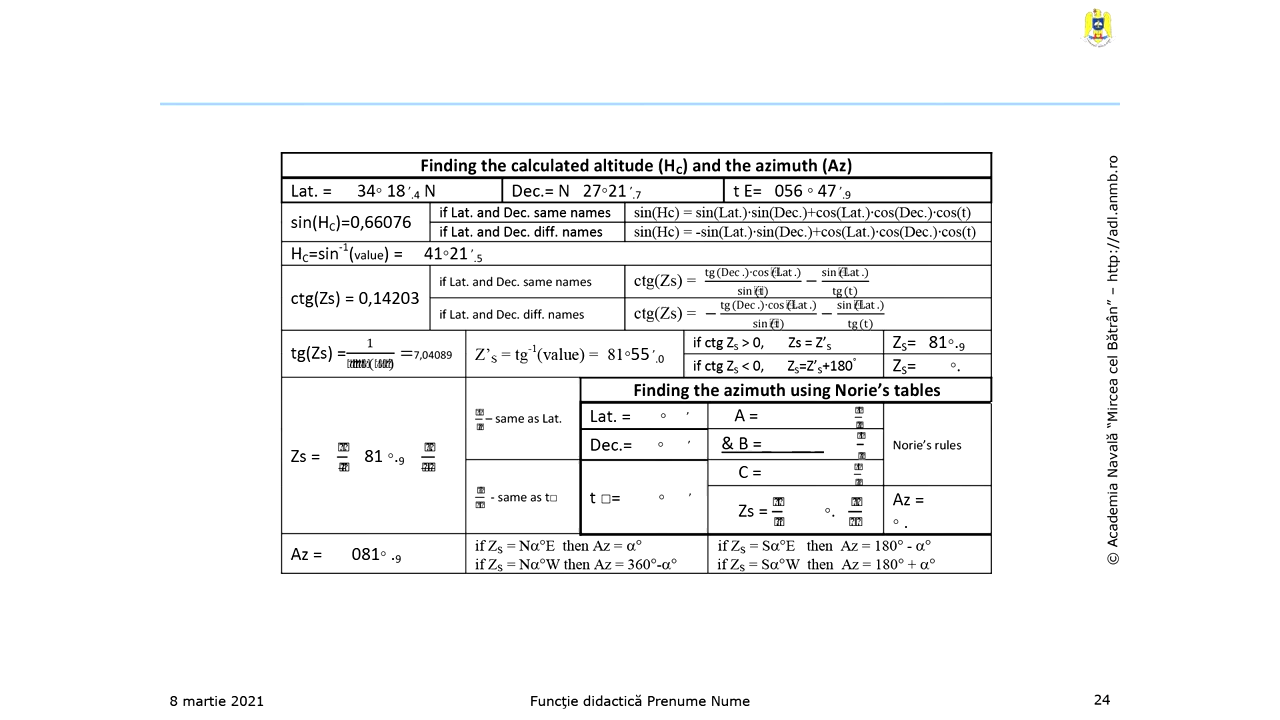 Finding the calculated altitude (HC) and the azimuth (Az)
Lat. = 34° 18´.4 N Dec.= N 27°21´.7 t E= 056 ° 47´.9
sin(HC)=0,66076
if Lat. and Dec. same names sin(Hc) = sin(Lat.)·sin(Dec.)+cos(Lat.)·cos(Dec.)·cos(t)
if Lat. and Dec. diff. names sin(Hc) = -sin(Lat.)·sin(Dec.)+cos(Lat.)·cos(Dec.)·cos(t)
HC=sin-1(value) = 41°21´.5
ctg(Zs) = 0,14203
if Lat. and Dec. same names ctg(Zs) = tg(Dec.)·cos(Lat.) / sin(t) − sin(Lat.) / tg(t)
if Lat. and Dec. diff. names ctg(Zs) = − tg(Dec.)·cos(Lat.) / sin(t) − sin(Lat.) / tg(t)
tg(Zs) = 1 =7,04089
Z’s = tg-1(value) = 81°55´.0
if ctg ZS > 0, Zs = Z’s ZS= 81°.9
if ctg ZS < 0, ZS=Z’s+180° ZS= °.
Finding the azimuth using Norie’s tables
Zs = 81 °.9
– same as Lat.
- same as t□
Lat. = ° ´ A =
Dec.= ° ´ & B =
C =
Norie’s rules
t □= ° ´
Zs = °.
Az =
° .
Az = 081° .9
if ZS = Nα°E then Az = α° if ZS = Sα°E then Az = 180° - α°
if ZS = Nα°W then Az = 360°-α° if ZS = Sα°W then Az = 180° + α°
© Academia Navală “Mircea cel Bătrân” – http://adl.anmb.ro
8 martie 2021 Funcţie didactică Prenume Nume 24